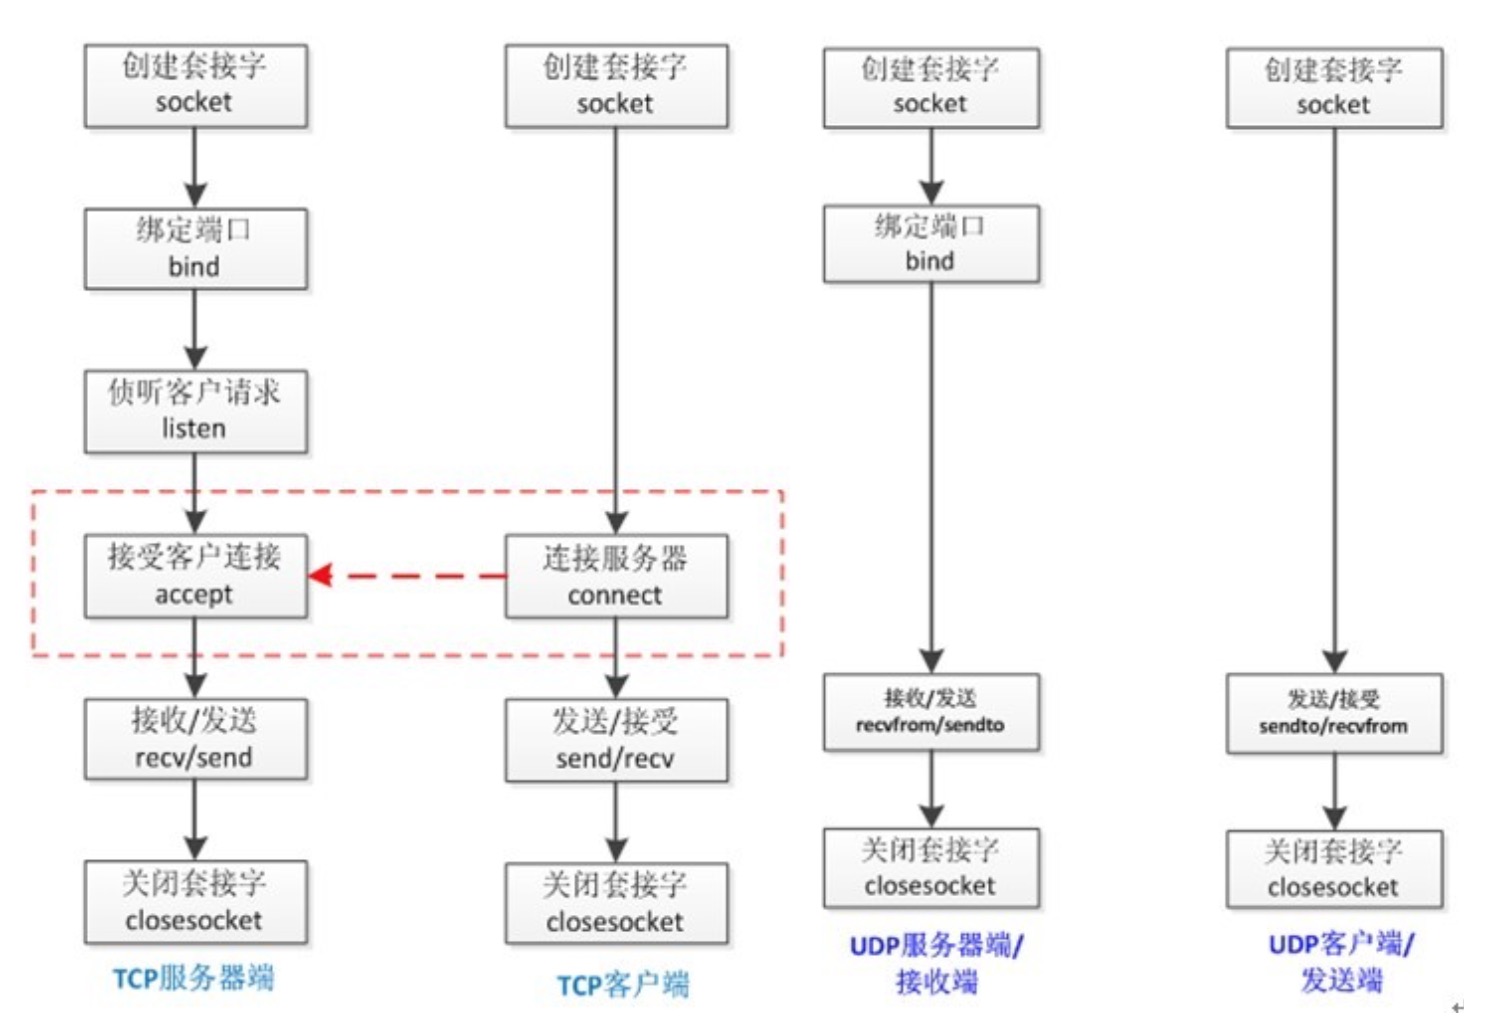 创建套接字
socket
绑定端口
bind
侦听客户请求
listen
接受客户连接
accept
接收/发送
recv/send
关闭套接字
closesocket
TCP服务器端
创建套接字
socket
连接服务器
connect
发送/接受
send/recv
关闭套接字
closesocket
TCP客户端
创建套接字
socket
绑定端口
bind
接收/发送
recvfrom/sendto
关闭套接字
closesocket
UDP服务器端/
接收端
创建套接字
socket
发送/接受
sendto/recvfrom
关闭套接字
closesocket
UDP客户端/
发送端